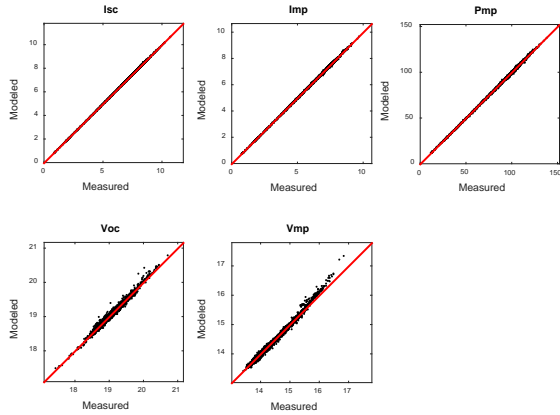 Isc
Modeled
10
8
6
4
2
0
0
5
10
Measured
Imp
Modeled
10
8
6
4
2
0
0
5
10
Measured
Pmp
Modeled
150
100
50
0
0
50
100
150
Measured
Voc
Modeled
21
20
19
18
18
19
20
21
Measured
Vmp
Modeled
17
16
15
14
14
15
16
17
Measured